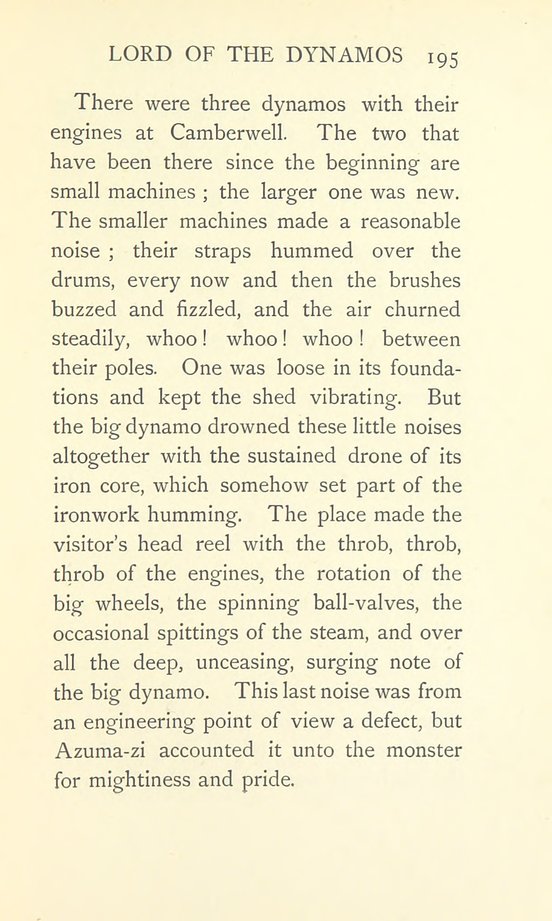 LORD OF THE DYNAMOS 195
There were three dynamos with their
engines at Camberwell. The two that
have been there since the beginning are
small machines ; the larger one was new.
The smaller machines made a reasonable
noise ; their straps hummed over the
drums, every now and then the brushes
buzzed and fizzled, and the air churned
steadily, whoo ! whoo ! whoo ! between
their poles. One was loose in its founda-
tions and kept the shed vibrating. But
the big dynamo drowned these little noises
altogether with the sustained drone of its
iron core, which somehow set part of the
ironwork humming. The place made the
visitor's head reel with the throb, throb,
throb of the engines, the rotation of the
big wheels, the spinning ball-valves, the
occasional spittings of the steam, and over
all the deep, unceasing, surging note of
the big dynamo. This last noise was from
an engineering point of view a defect, but
Azuma-zi accounted it unto the monster
for mightiness and pride.